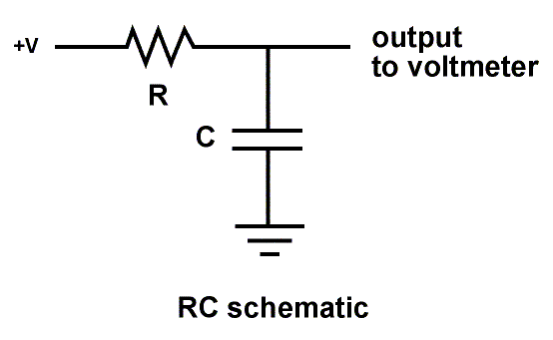 +V
output
to voltmeter
R
C
RC schematic